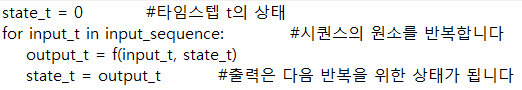 state_t = 0 #타임스텝 t의 상태
for input_t in input_sequence: #시퀀스의 원소를 반복합니다
output_t = f(input_t, state_t)
state_t = output_t #출력은 다음 반복을 위한 상태가 됩니다